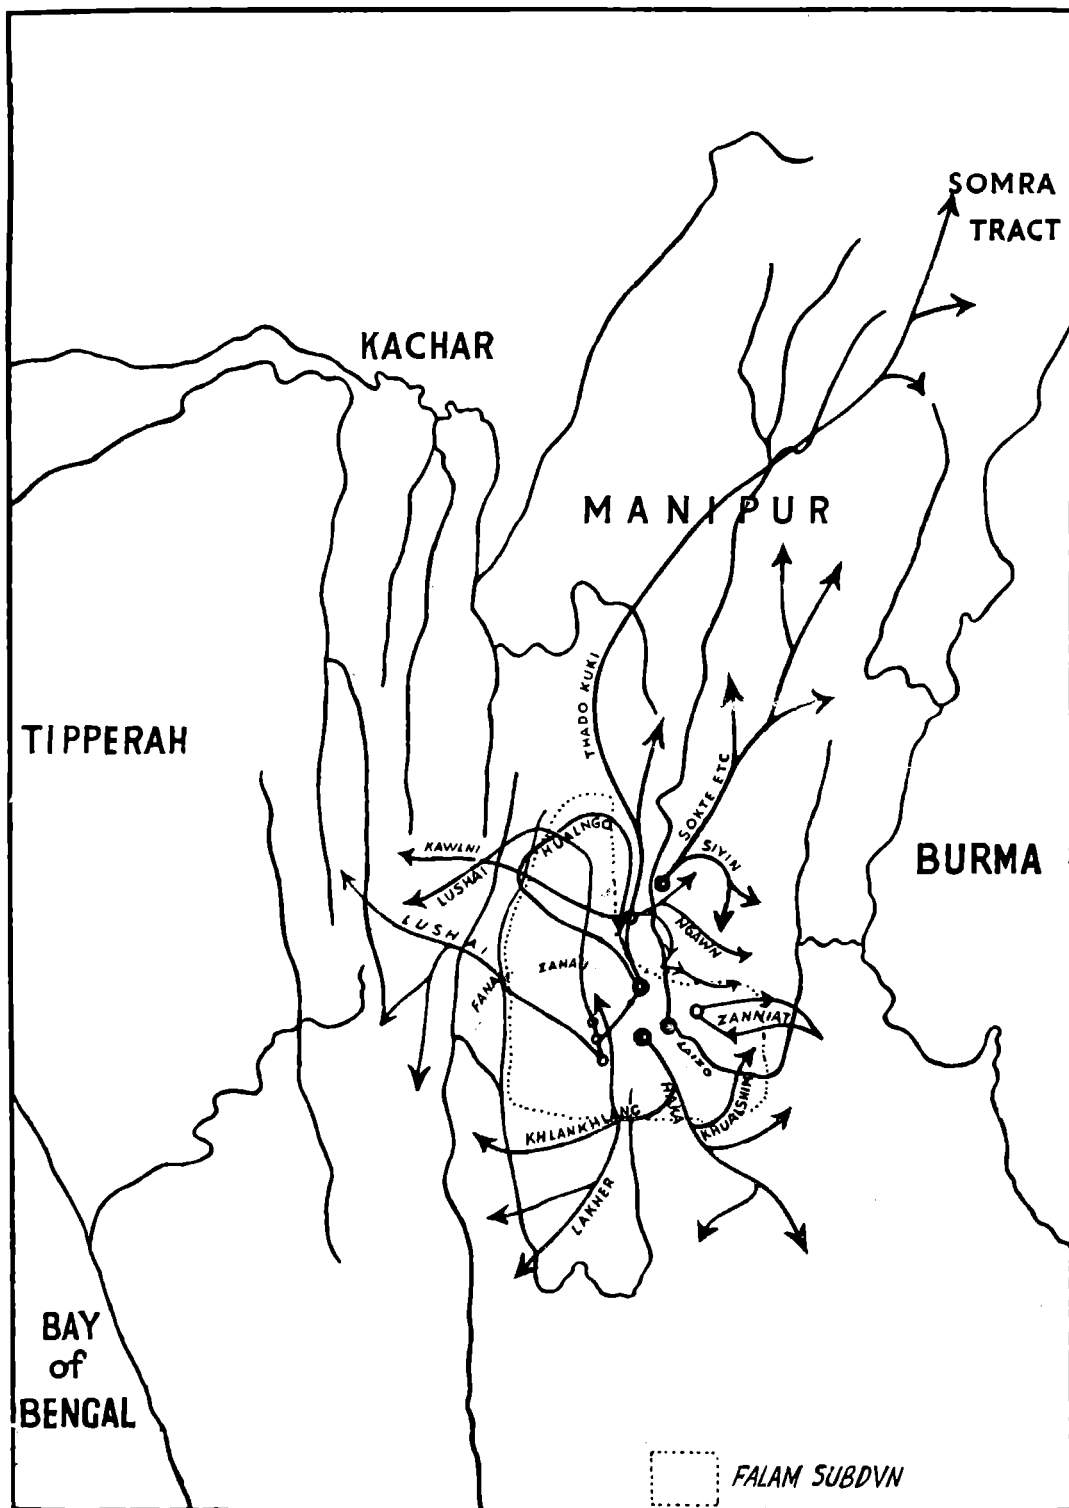 SOMRA
TRACT
KACHAR
MANIPUR
THADO KUKI
TIPPERAH
SOKTE ETC
HUALNGO
KAWLNI
SIYIN
BURMA
LUSHAI
LUSHAI
NGAWN
ZAHAU
FANAI
ZANNIAT
LAIZO
HAKA
KHUALSHIM
KHLANKHLANG
LAKHER
BAY
of
BENGAL
FALAM SUBDVN